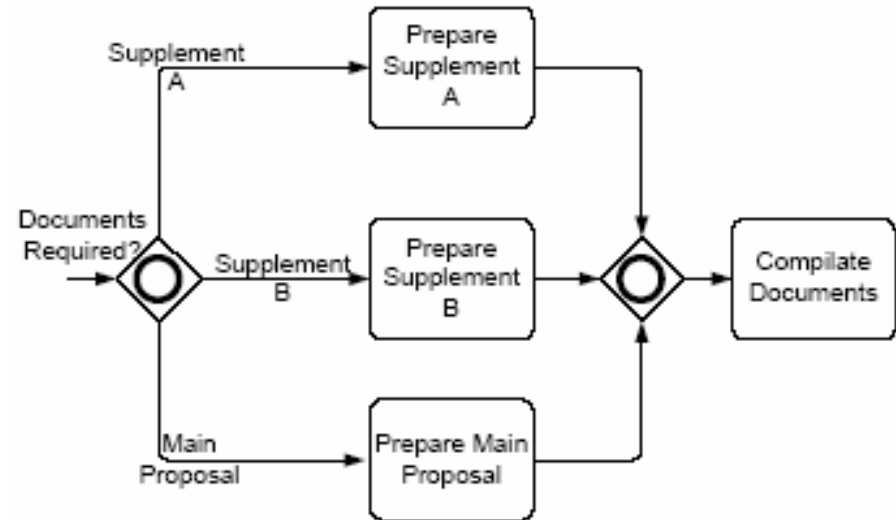 Supplement
A
Prepare
Supplement
A
Documents
Required?
Supplement
B
Prepare
Supplement
B
Compilate
Documents
Main
Proposal
Prepare Main
Proposal